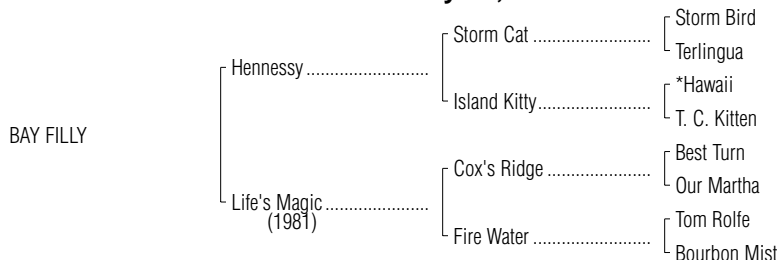 Storm Bird
Storm Cat ..........................
Terlingua
Hennessy ...........................
*Hawaii
Island Kitty.........................
T. C. Kitten
BAY FILLY
Best Turn
Cox's Ridge ........................
Our Martha
Life's Magic .......................
(1981)
Tom Rolfe
Fire Water ..........................
Bourbon Mist